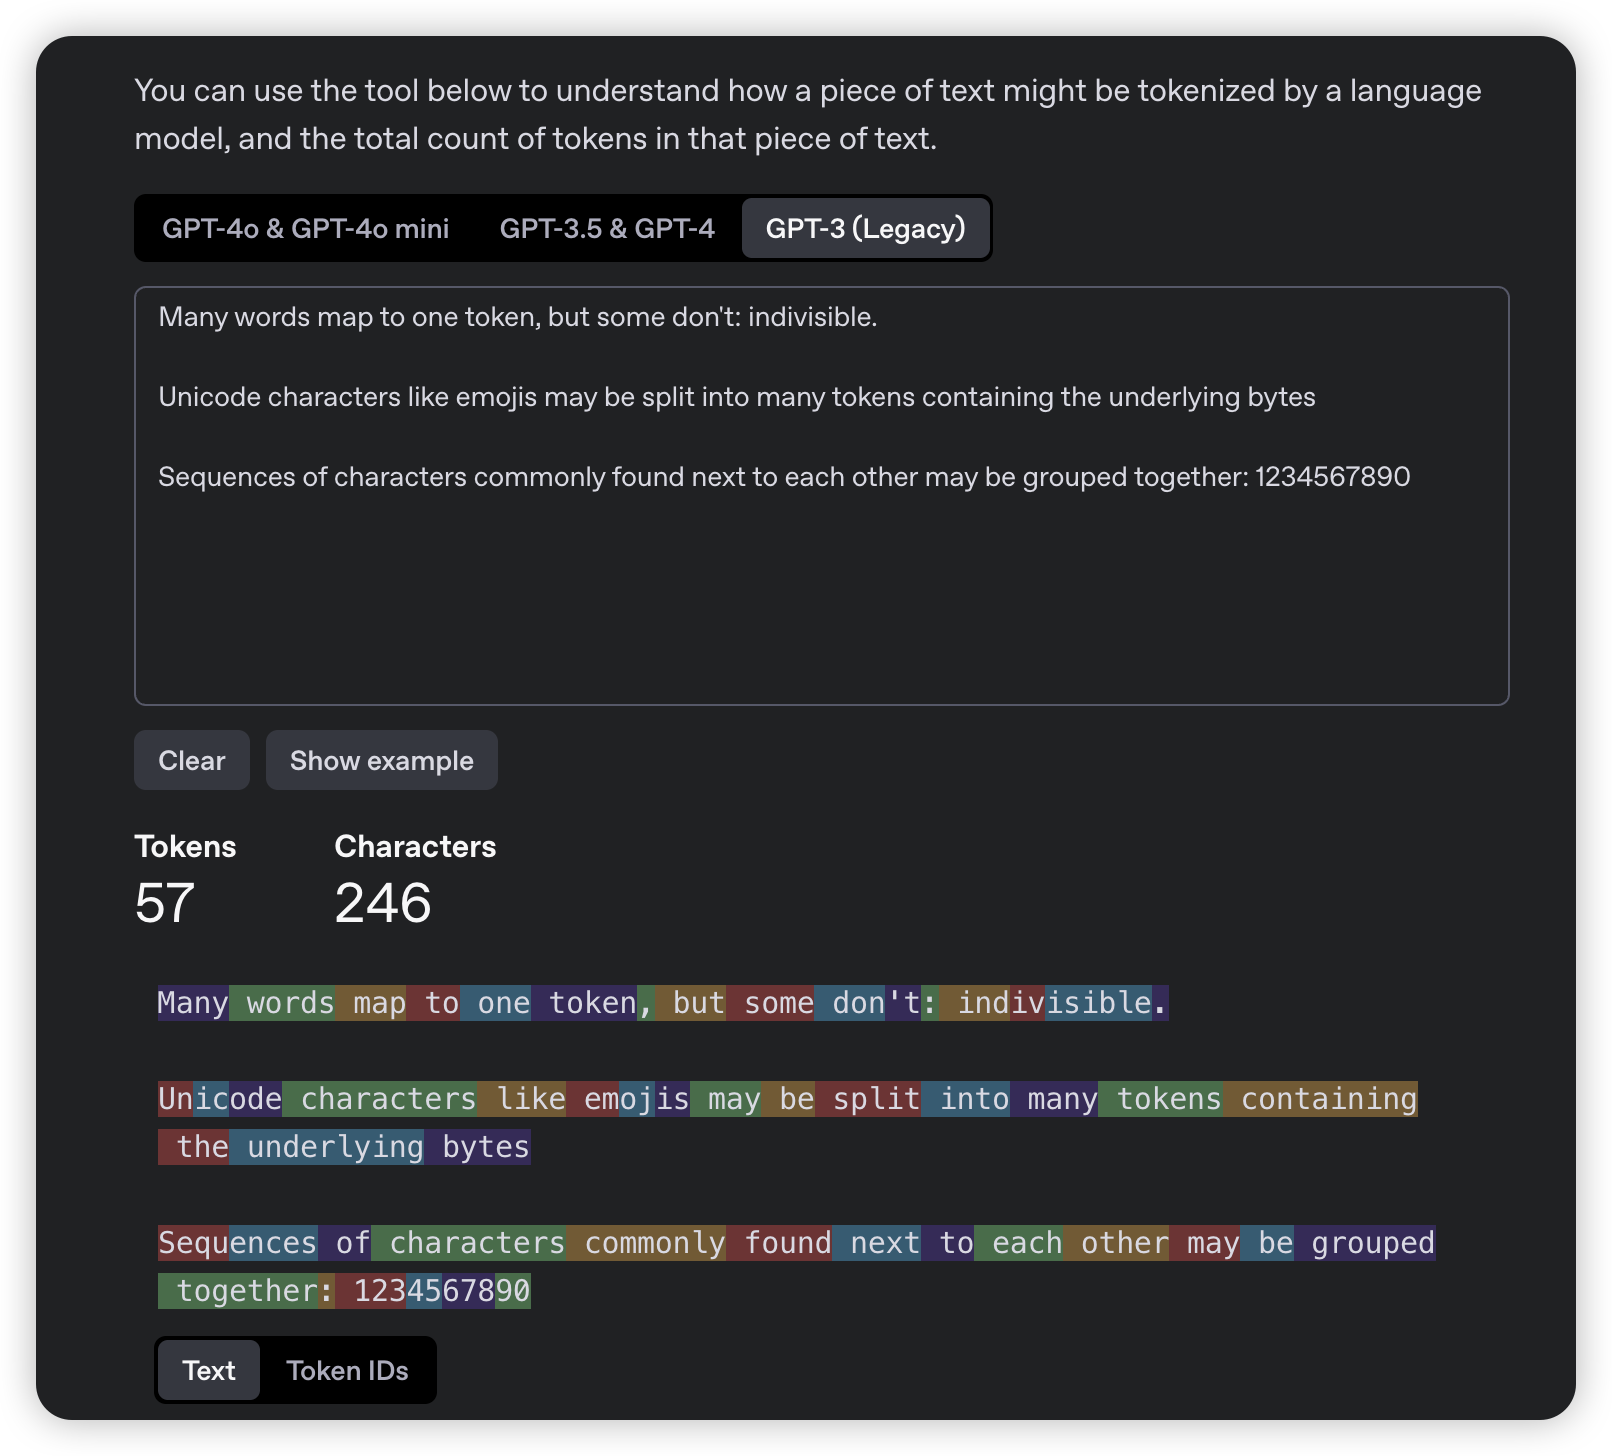 You can use the tool below to understand how a piece of text might be tokenized by a language
model, and the total count of tokens in that piece of text.
GPT-4o & GPT-4o mini GPT-3.5 & GPT-4 GPT-3 (Legacy)
Many words map to one token, but some don't: indivisible.
Unicode characters like emojis may be split into many tokens containing the underlying bytes
Sequences of characters commonly found next to each other may be grouped together: 1234567890
Clear Show example
Tokens Characters
57 246
Many words map to one token, but some don't: indivisible.
Unicode characters like emojis may be split into many tokens containing
the underlying bytes
Sequences of characters commonly found next to each other may be grouped
together: 1234567890
Text Token IDs